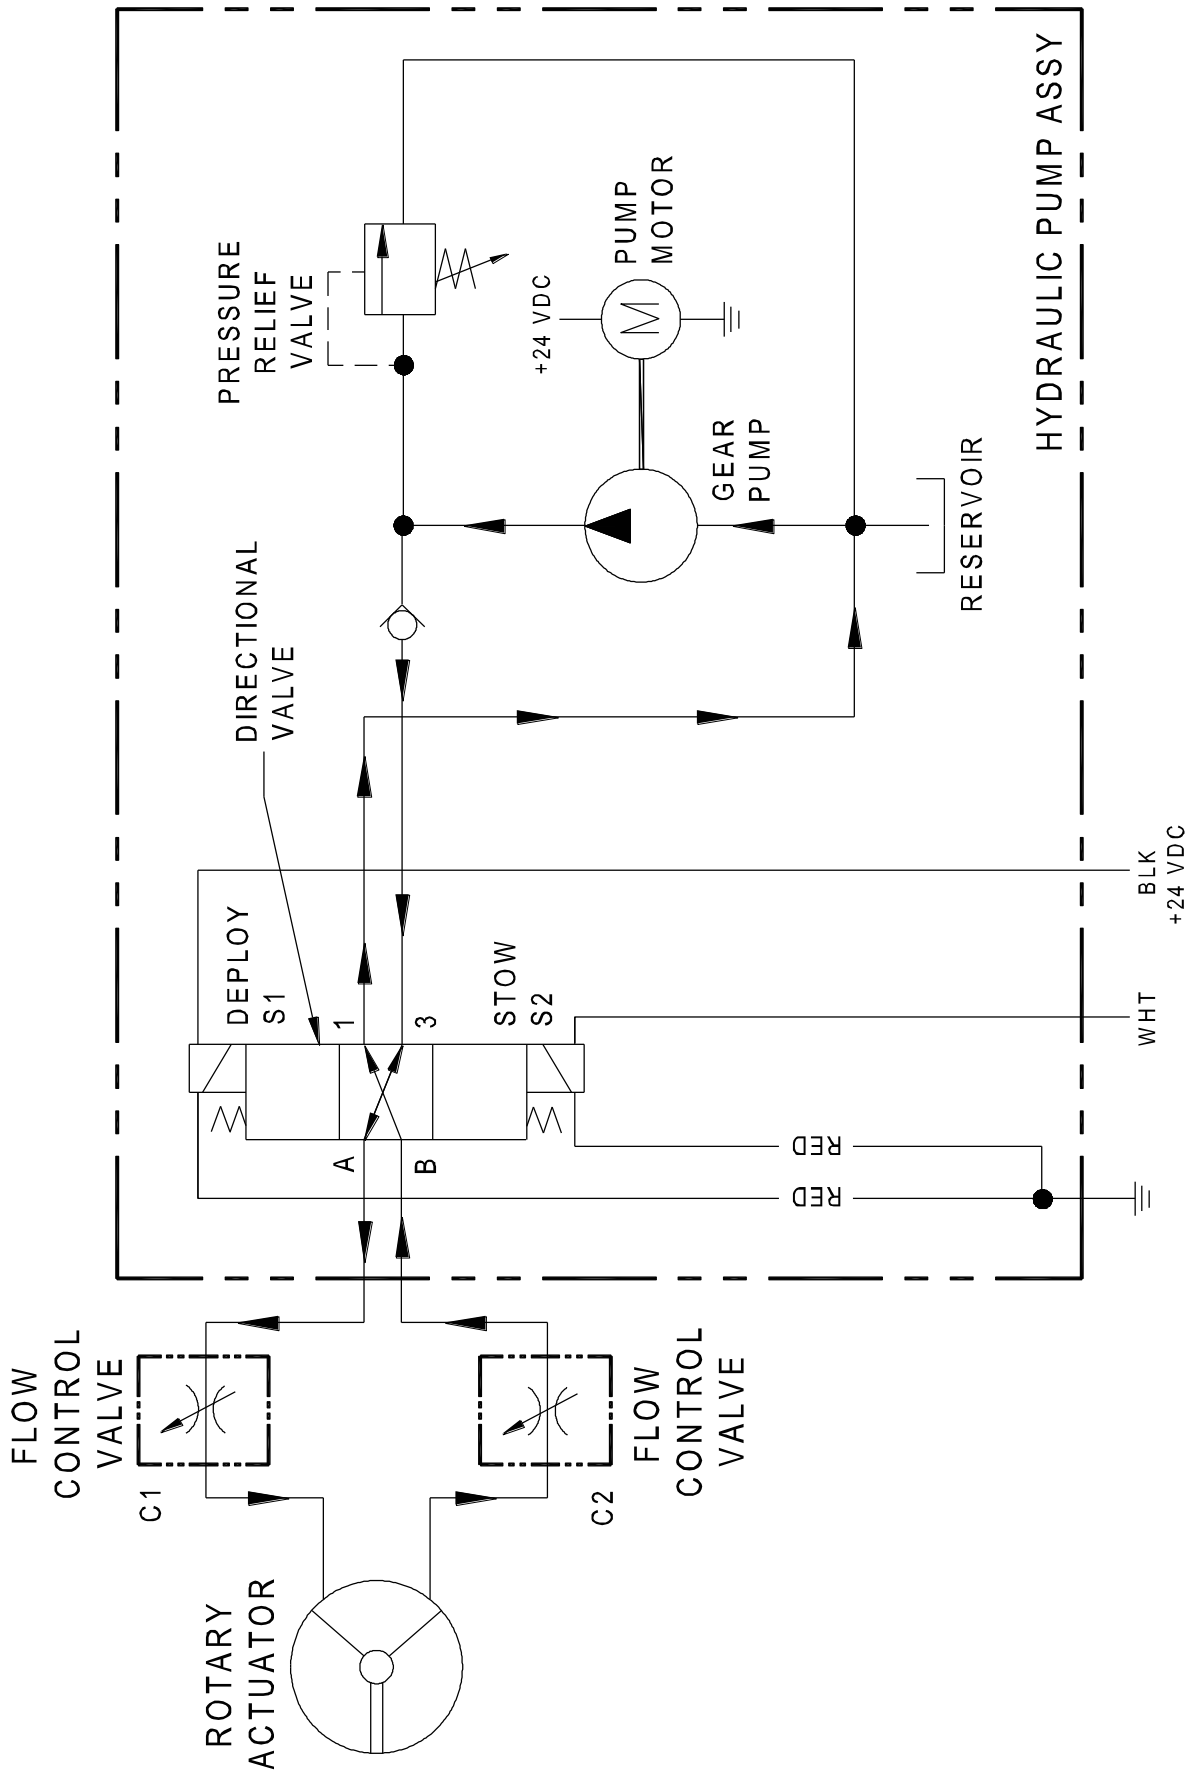 FLOW
CONTROL
VALVE
C1
ROTARY
ACTUATOR
FLOW
CONTROL
VALVE
C2
DEPLOY
S1
DIRECTIONAL
VALVE
PRESSURE
RELIEF
VALVE
A
1
B
3
STOW
S2
+24 VDC
M
PUMP
MOTOR
GEAR
PUMP
RED
RED
RESERVOIR
HYDRAULIC PUMP ASSY
WHT
BLK
+24 VDC